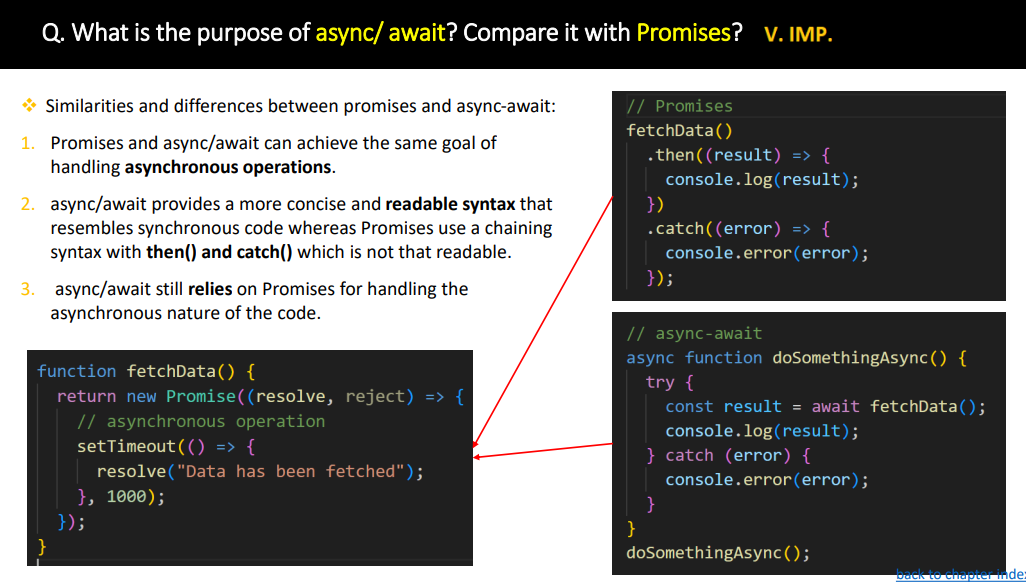 Q. What is the purpose of async/ await? Compare it with Promises? V. IMP.
❖ Similarities and differences between promises and async-await:
1. Promises and async/await can achieve the same goal of
handling asynchronous operations.
2. async/await provides a more concise and readable syntax that
resembles synchronous code whereas Promises use a chaining
syntax with then() and catch() which is not that readable.
3. async/await still relies on Promises for handling the
asynchronous nature of the code.
function fetchData() {
  return new Promise((resolve, reject) => {
    // asynchronous operation
    setTimeout(() => {
      resolve("Data has been fetched");
    }, 1000);
  });
}
// Promises
fetchData()
  .then((result) => {
    console.log(result);
  })
  .catch((error) => {
    console.error(error);
  });
// async-await
async function doSomethingAsync() {
  try {
    const result = await fetchData();
    console.log(result);
  } catch (error) {
    console.error(error);
  }
}
doSomethingAsync();
back to chapter index